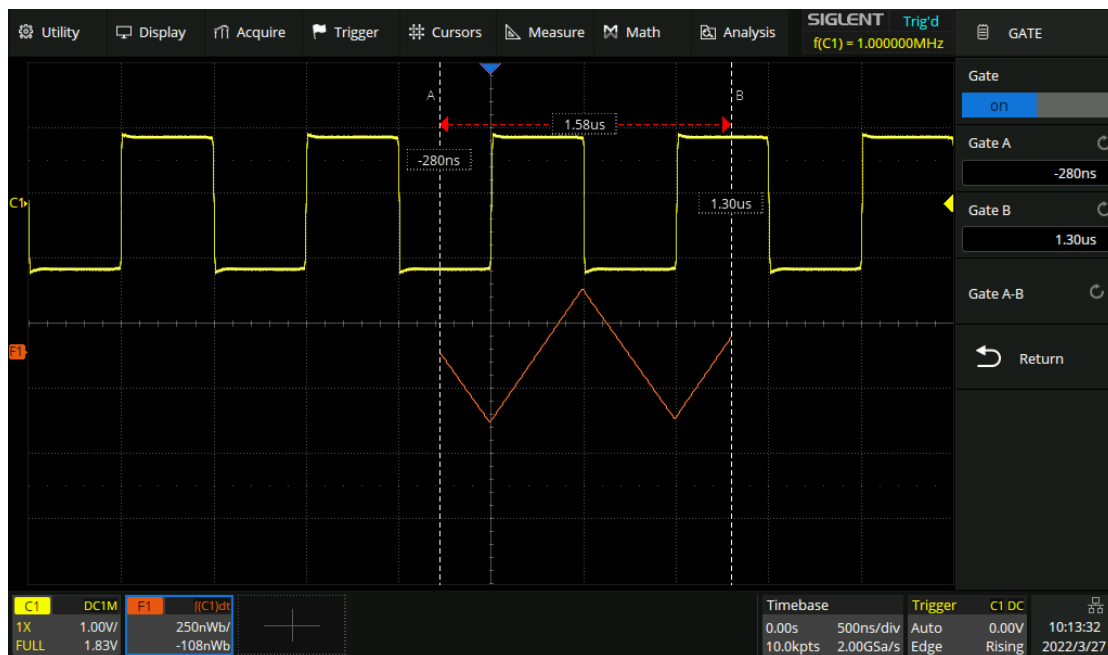 Utility Display Acquire Trigger Cursors Measure Math Analysis
SIGLENT Trig'd
f(C1) = 1.000000MHz
GATE
Gate
on
Gate A
-280ns
Gate B
1.30us
Gate A-B
Return
A
B
1.58us
-280ns
1.30us
C1
F1
C1 DC1M
1X 1.00V/
FULL 1.83V
F1 ∫(C1)dt
250nWb/
-108nWb
Timebase
0.00s 500ns/div
10.0kpts 2.00GSa/s
Trigger C1 DC
Auto 0.00V
Edge Rising
10:13:32
2022/3/27